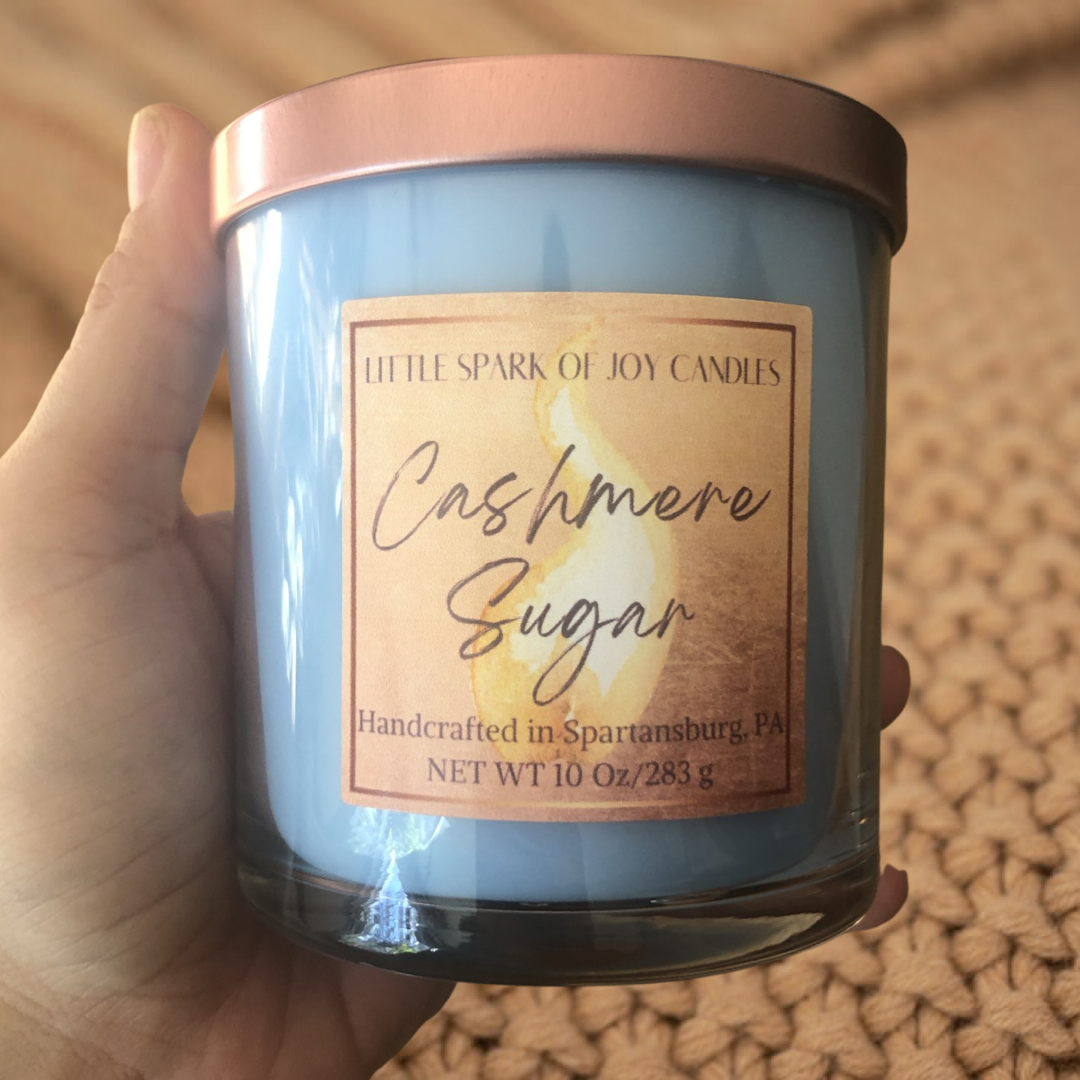 LITTLE SPARK OF JOY CANDLES
Cashmere
Sugar
Handcrafted in Spartansburg, PA
NET WT 10 Oz/283 g